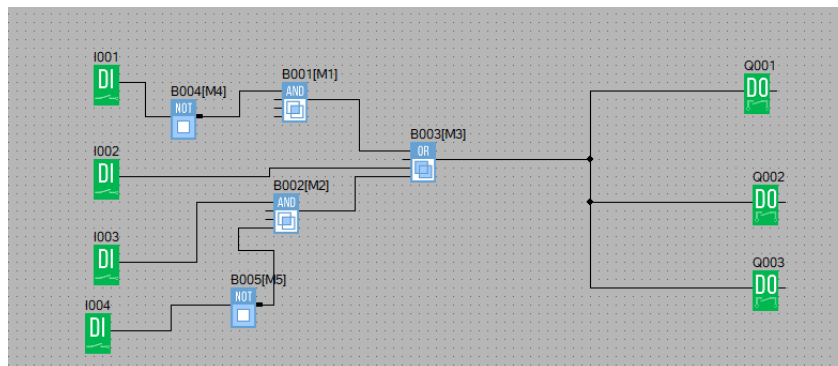 I001
DI
B004[M4]
NOT
B001[M1]
AND
Q001
DO
B003[M3]
OR
I002
DI
B002[M2]
AND
Q002
DO
I003
DI
B005[M5]
NOT
Q003
DO
I004
DI